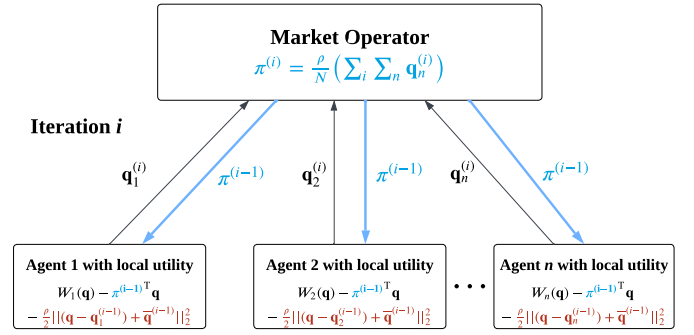 Market Operator
π^(i) = ρ/N (∑_i ∑_n q_n^(i))
Iteration i
q_1^(i) π^(i−1) q_2^(i) π^(i−1) q_n^(i) π^(i−1)
Agent 1 with local utility
W_1(q) − π^(i−1)T q
− ρ/2 ||(q − q_1^(i−1)) + q̅^(i−1)||_2^2
Agent 2 with local utility
W_2(q) − π^(i−1)T q
− ρ/2 ||(q − q_2^(i−1)) + q̅^(i−1)||_2^2
• • •
Agent n with local utility
W_n(q) − π^(i−1)T q
− ρ/2 ||(q − q_n^(i−1)) + q̅^(i−1)||_2^2